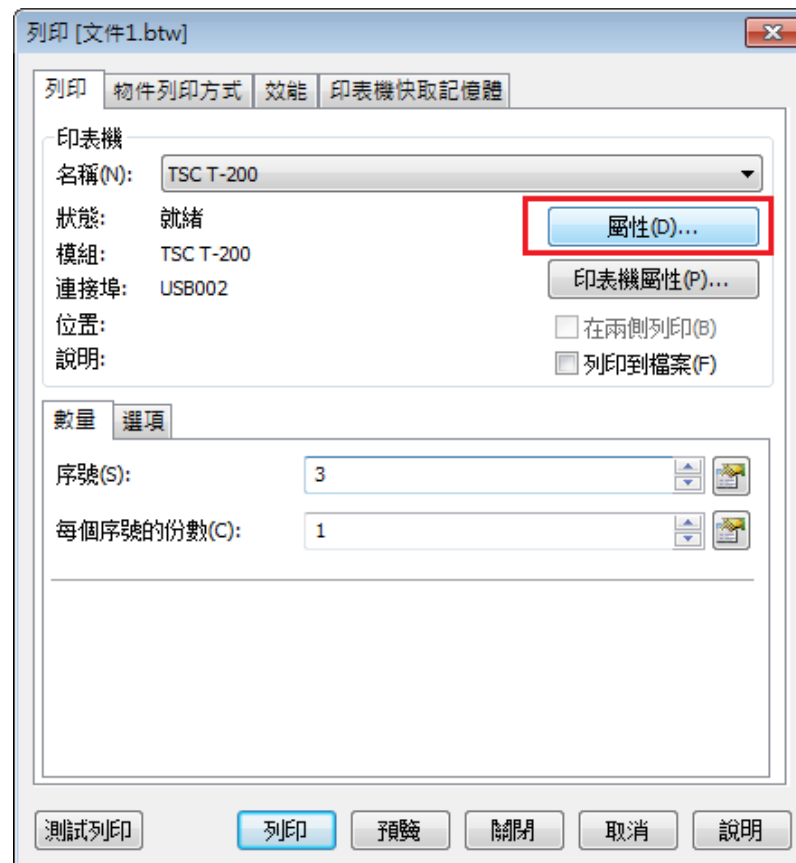 列印 [文件1.btw]
列印 物件列印方式 效能 印表機快取記憶體
印表機
名稱(N): TSC T-200
狀態: 就緒
屬性(D)...
模組: TSC T-200
印表機屬性(P)...
連接埠: USB002
位置:
在兩側列印(B)
說明:
列印到檔案(F)
數量 選項
序號(S): 3
每個序號的份數(C): 1
測試列印 列印 預覽 關閉 取消 說明